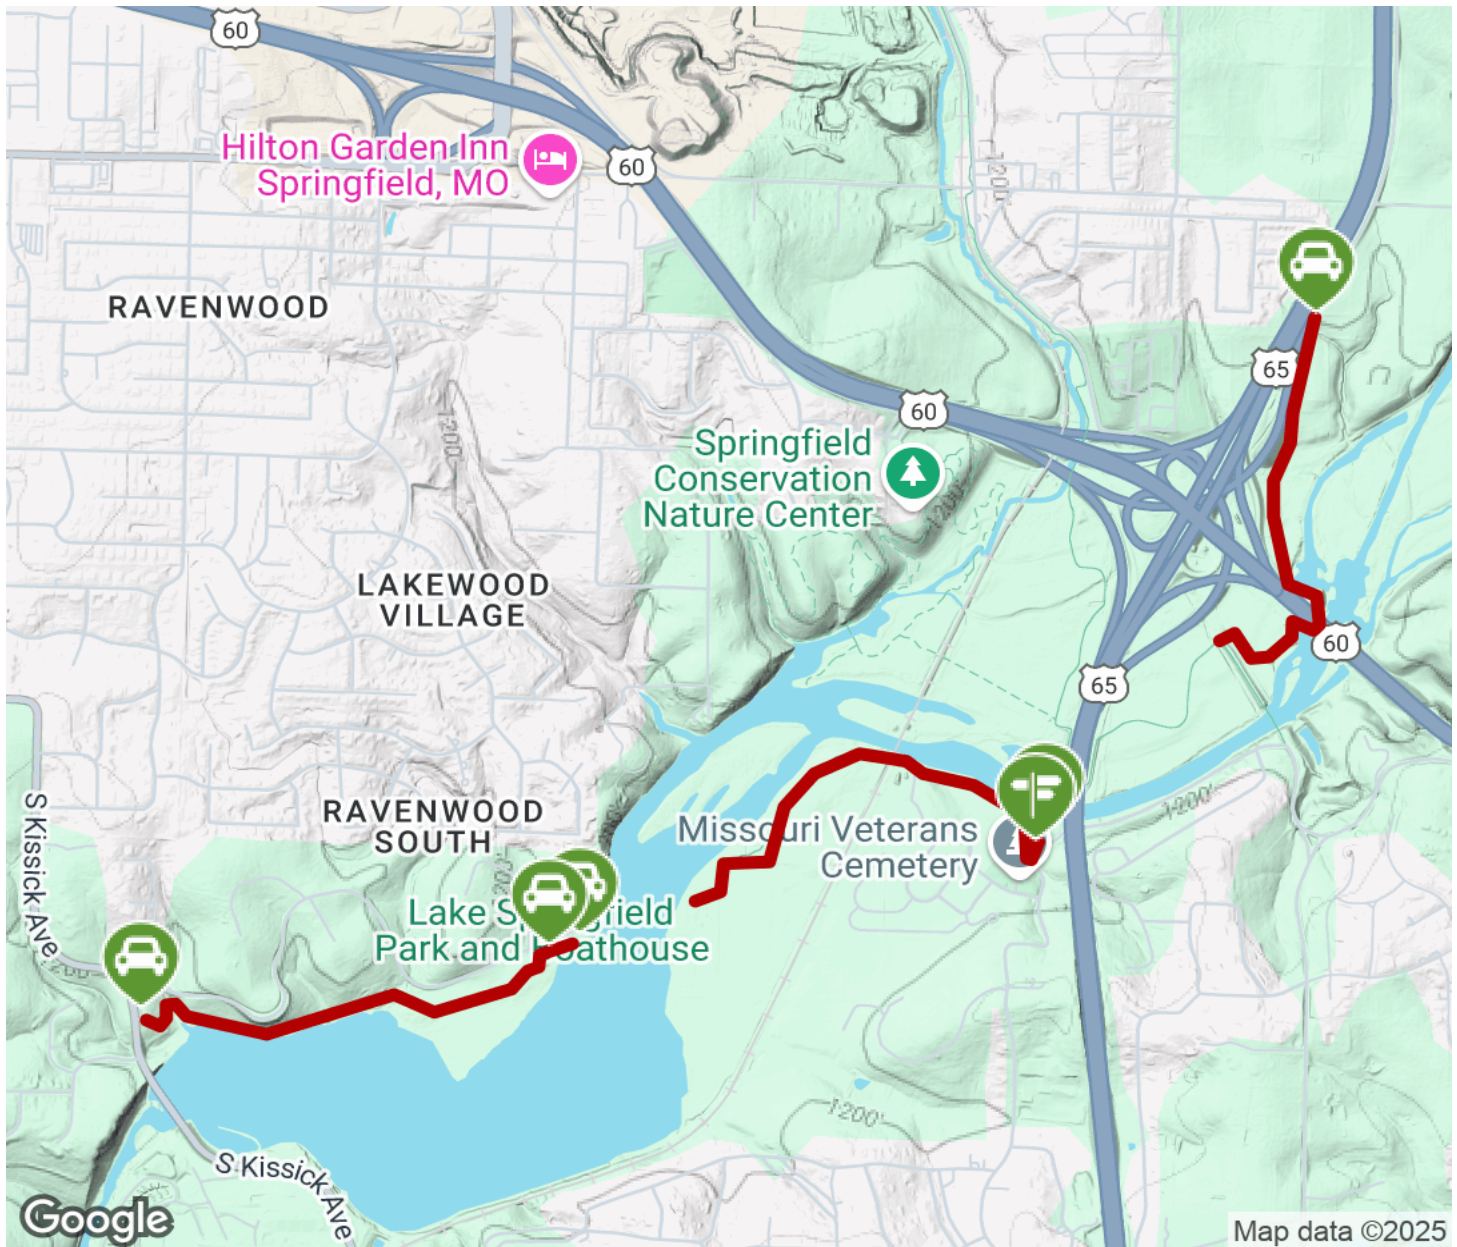 60
Hilton Garden Inn
Springfield, MO
60
1200'
RAVENWOOD
65
60
1200'
Springfield
Conservation
Nature Center
LAKEWOOD
VILLAGE
60
65
S Kissick Ave
RAVENWOOD
SOUTH
1200'
Missouri Veterans
Cemetery
Lake Springfield
Park and Boathouse
1200'
S Kissick Ave
Google
Map data ©2025